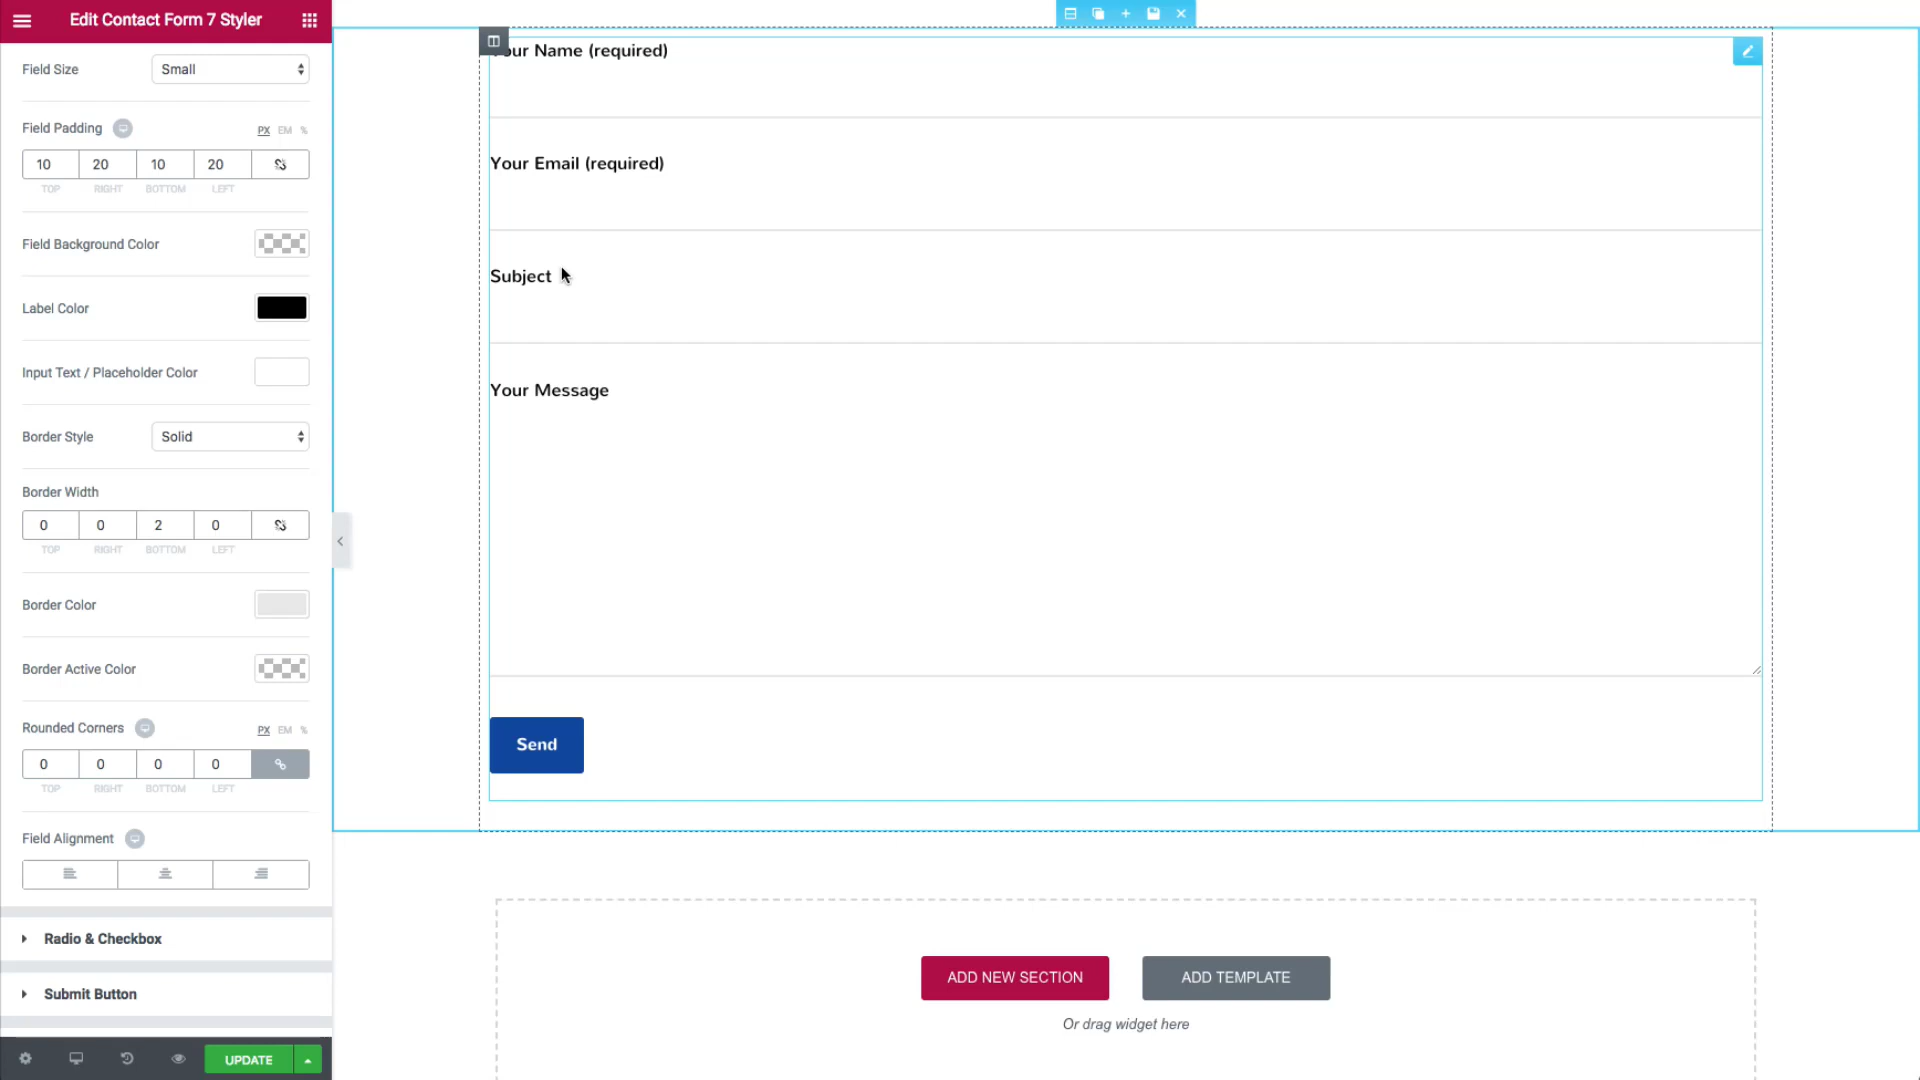 Edit Contact Form 7 Styler
Field Size
Small
Field Padding
PX EM %
10 20 10 20
TOP RIGHT BOTTOM LEFT
Field Background Color
Label Color
Input Text / Placeholder Color
Border Style
Solid
Border Width
0 0 2 0
TOP RIGHT BOTTOM LEFT
Border Color
Border Active Color
Rounded Corners
PX EM %
0 0 0 0
TOP RIGHT BOTTOM LEFT
Field Alignment
Radio & Checkbox
Submit Button
UPDATE
Your Name (required)
Your Email (required)
Subject
Your Message
Send
ADD NEW SECTION
ADD TEMPLATE
Or drag widget here